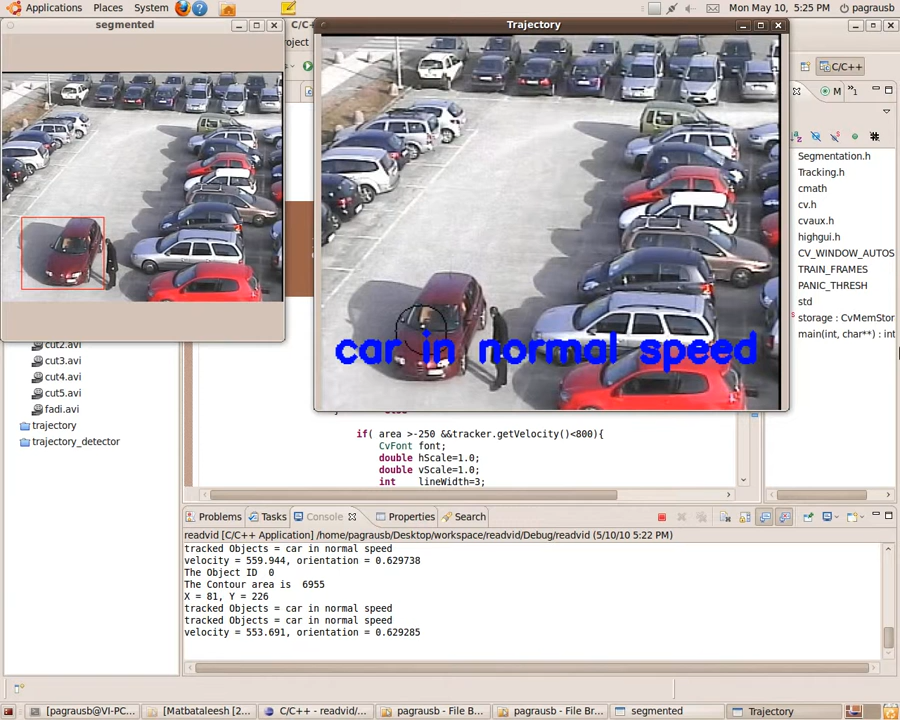 Applications Places System
Mon May 10, 5:25 PM pagrausb
segmented
Trajectory
C/C++
car in normal speed
Segmentation.h
Tracking.h
cmath
cv.h
cvaux.h
highgui.h
CV_WINDOW_AUTOS
TRAIN_FRAMES
PANIC_THRESH
std
storage : CvMemStor
main(int, char**) : int
cut2.avi
cut3.avi
cut4.avi
cut5.avi
fadi.avi
trajectory
trajectory_detector
if( area >-250 &&tracker.getVelocity()<800){
CvFont font;
double hScale=1.0;
double vScale=1.0;
int lineWidth=3;
Problems Tasks Console Properties Search
readvid [C/C++ Application] /home/pagrausb/Desktop/workspace/readvid/Debug/readvid (5/10/10 5:22 PM)
tracked Objects = car in normal speed
velocity = 559.944, orientation = 0.629738
The Object ID 0
The Contour area is 6955
X = 81, Y = 226
tracked Objects = car in normal speed
tracked Objects = car in normal speed
velocity = 553.691, orientation = 0.629285
[pagrausb@VI-PC... [Matbataleesh [2... C/C++ - readvid/... pagrausb - File B... pagrausb - File Br... segmented Trajectory